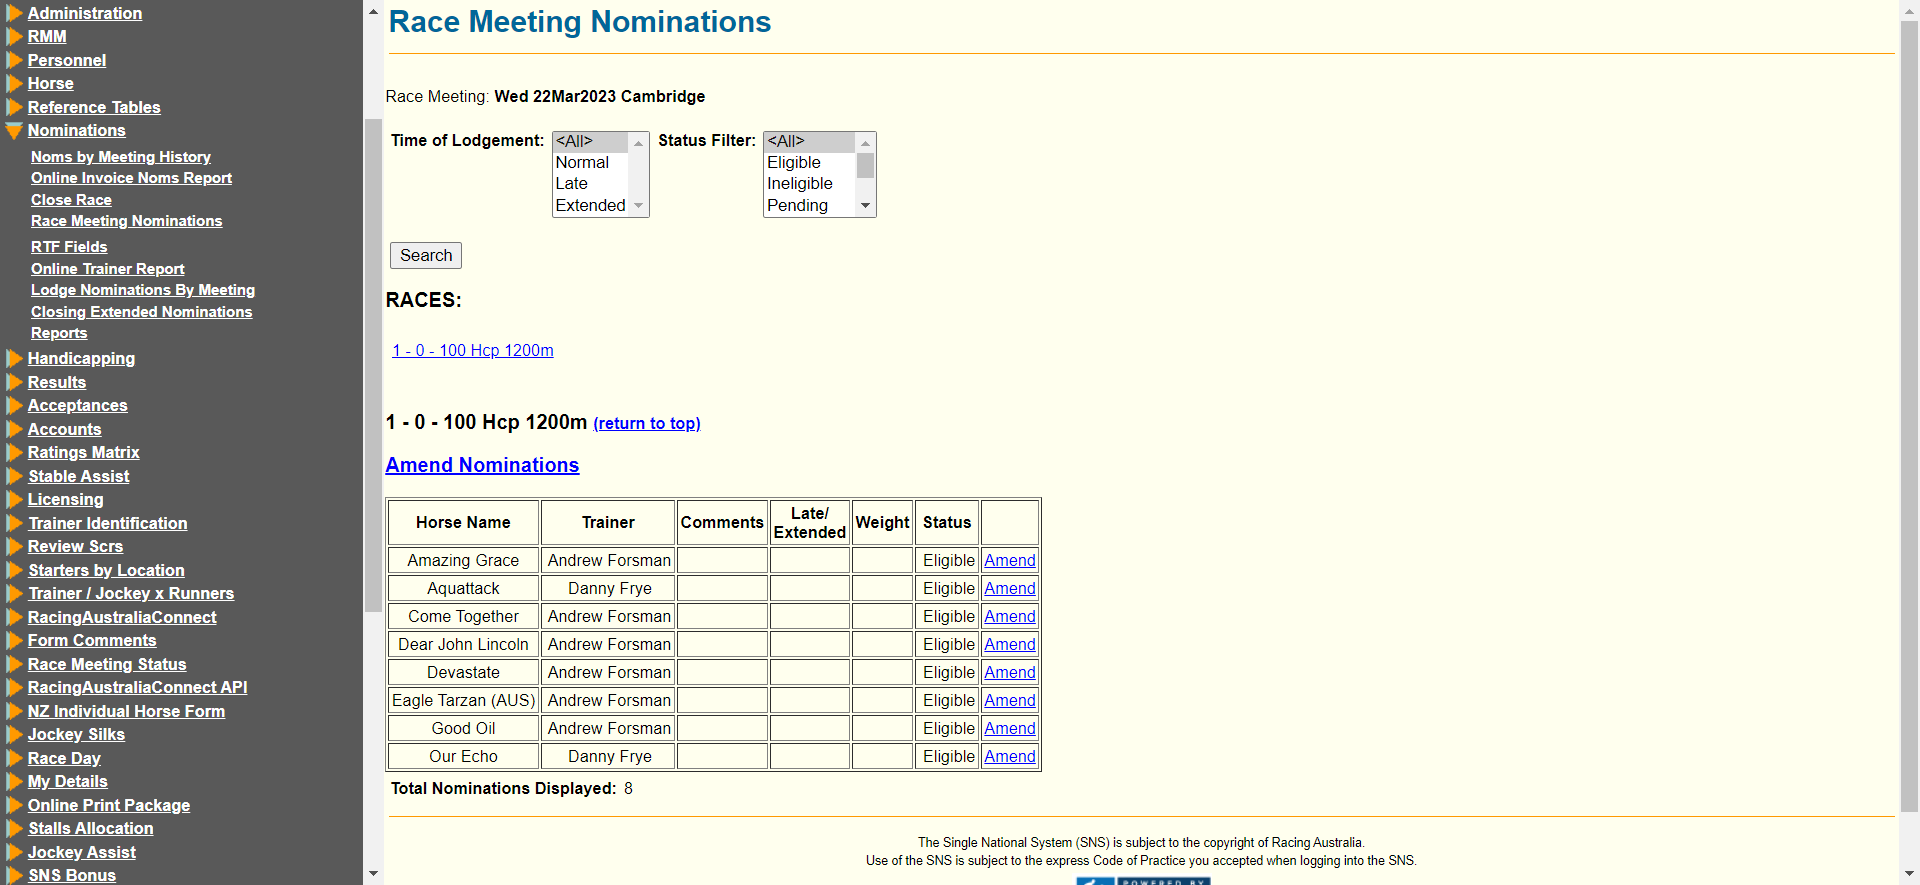 Administration
RMM
Personnel
Horse
Reference Tables
Nominations
Noms by Meeting History
Online Invoice Noms Report
Close Race
Race Meeting Nominations
RTF Fields
Online Trainer Report
Lodge Nominations By Meeting
Closing Extended Nominations
Reports
Handicapping
Results
Acceptances
Accounts
Ratings Matrix
Stable Assist
Licensing
Trainer Identification
Review Scrs
Starters by Location
Trainer / Jockey x Runners
RacingAustraliaConnect
Form Comments
Race Meeting Status
RacingAustraliaConnect API
NZ Individual Horse Form
Jockey Silks
Race Day
My Details
Online Print Package
Stalls Allocation
Jockey Assist
SNS Bonus
Race Meeting Nominations
Race Meeting: Wed 22Mar2023 Cambridge
Time of Lodgement: <All> Status Filter: <All>
Normal Eligible
Late Ineligible
Extended Pending
Search
RACES:
1 - 0 - 100 Hcp 1200m
1 - 0 - 100 Hcp 1200m (return to top)
Amend Nominations
Horse Name Trainer Comments Late/ Extended Weight Status
Amazing Grace Andrew Forsman Eligible Amend
Aquattack Danny Frye Eligible Amend
Come Together Andrew Forsman Eligible Amend
Dear John Lincoln Andrew Forsman Eligible Amend
Devastate Andrew Forsman Eligible Amend
Eagle Tarzan (AUS) Andrew Forsman Eligible Amend
Good Oil Andrew Forsman Eligible Amend
Our Echo Danny Frye Eligible Amend
Total Nominations Displayed: 8
The Single National System (SNS) is subject to the copyright of Racing Australia.
Use of the SNS is subject to the express Code of Practice you accepted when logging into the SNS.
POWERED BY